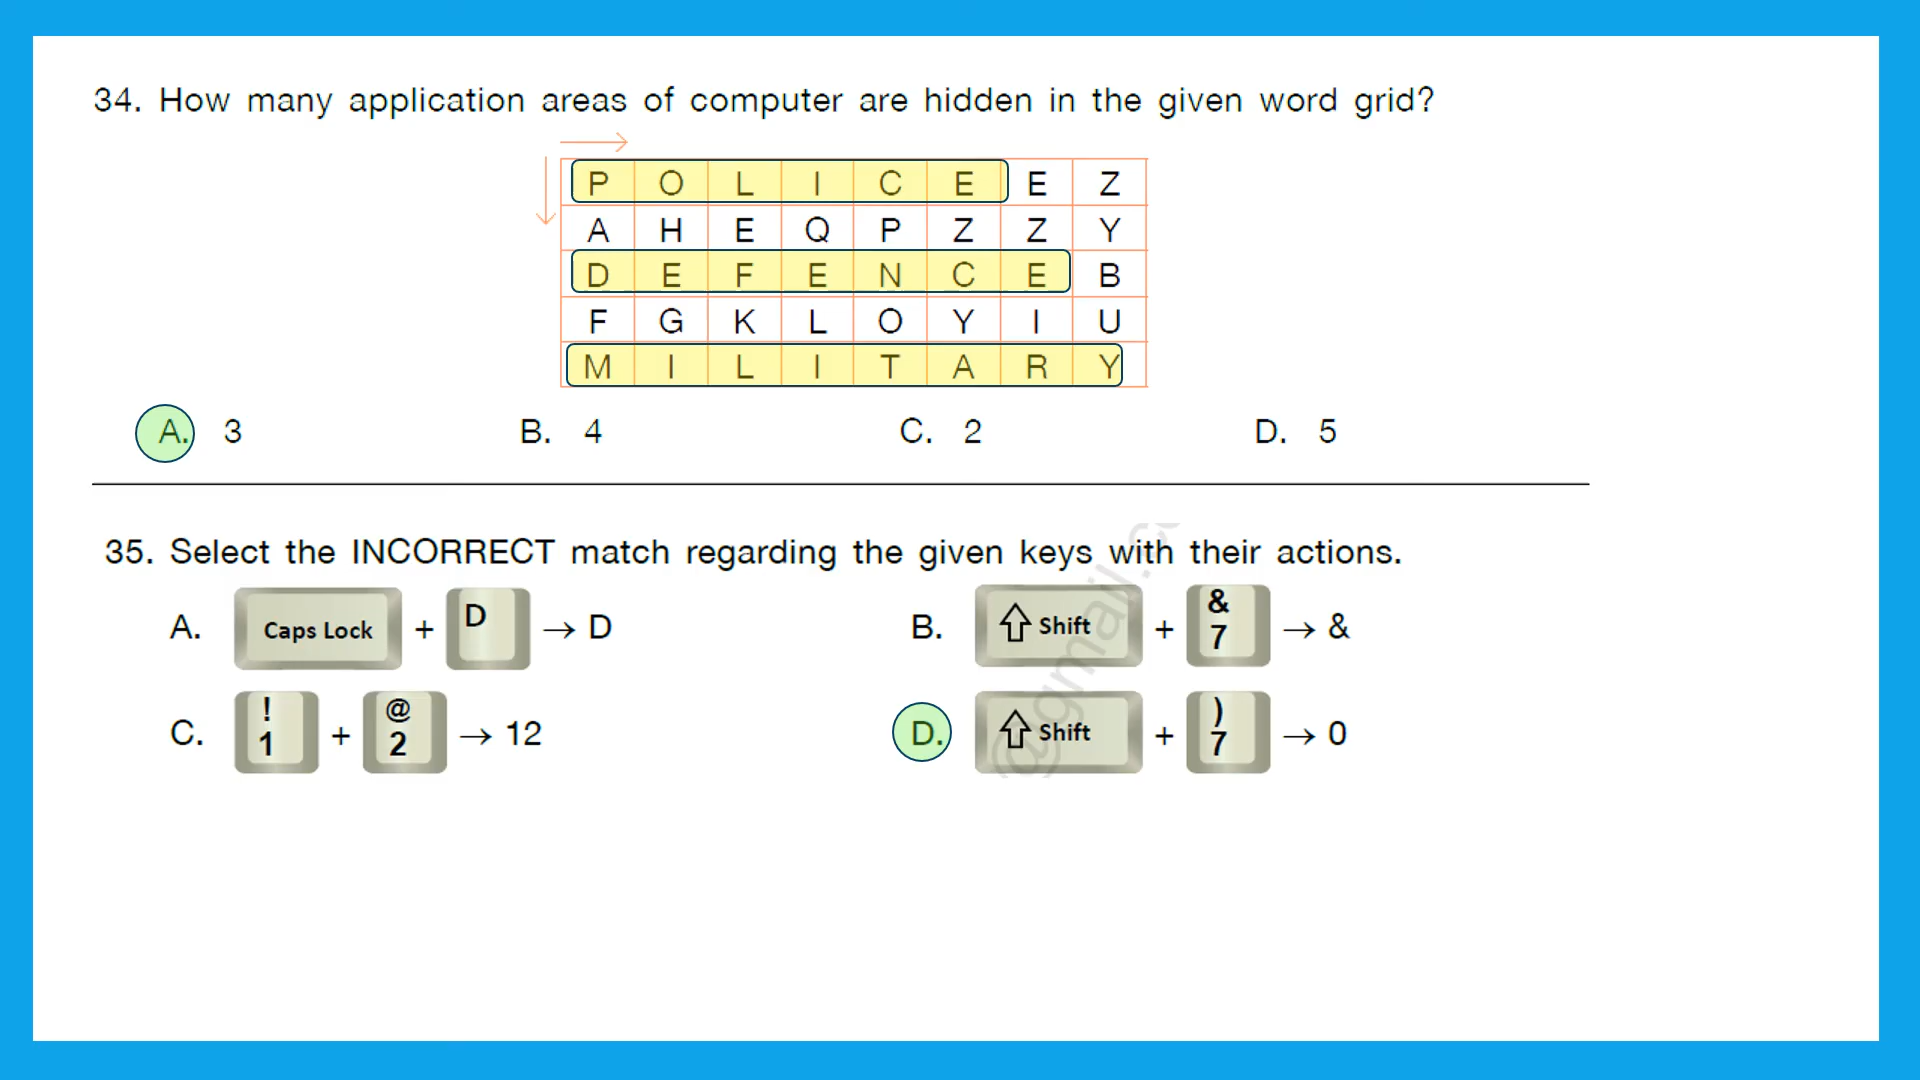 34. How many application areas of computer are hidden in the given word grid?
P O L I C E E Z
A H E Q P Z Z Y
D E F E N C E B
F G K L O Y I U
M I L I T A R Y
A. 3 B. 4 C. 2 D. 5
35. Select the INCORRECT match regarding the given keys with their actions.
A. Caps Lock + D → D B. Shift + & 7 → &
C. ! 1 + @ 2 → 12 D. Shift + ) 7 → 0
@gmail.c